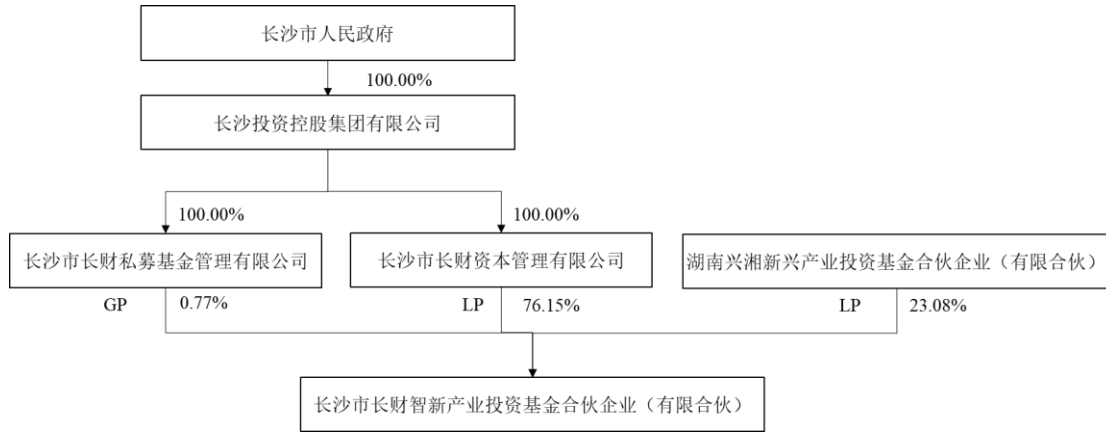 长沙市人民政府
100.00%
长沙投资控股集团有限公司
100.00%
100.00%
长沙市长财私募基金管理有限公司
长沙市长财资本管理有限公司
湖南兴湘新兴产业投资基金合伙企业（有限合伙）
GP
0.77%
LP
76.15%
LP
23.08%
长沙市长财智新产业投资基金合伙企业（有限合伙）